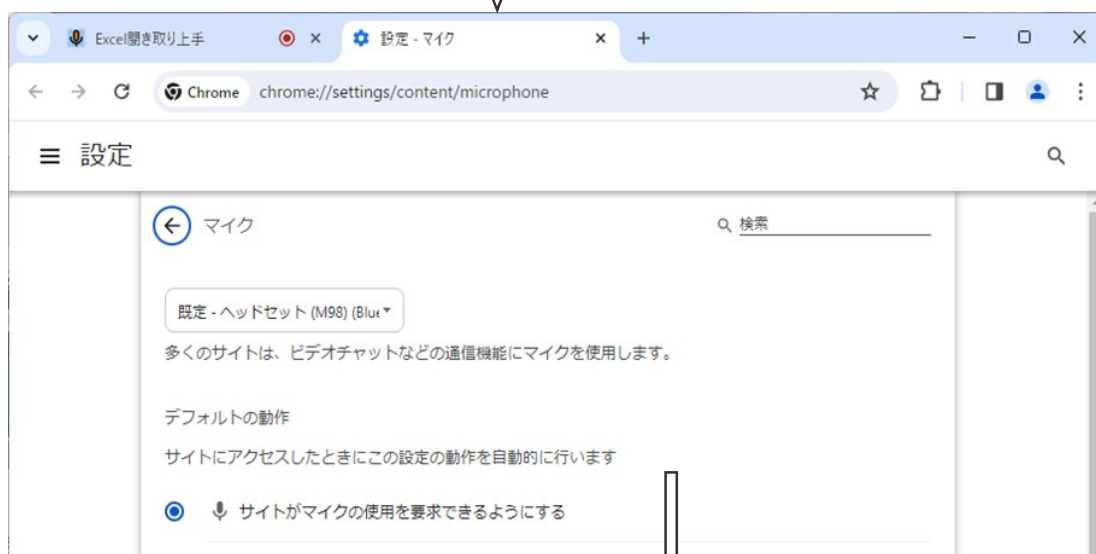 Excel聞き取り上手
設定 - マイク
Chrome
chrome://settings/content/microphone
設定
マイク
検索
既定 - ヘッドセット (M98) (Blue
多くのサイトは、ビデオチャットなどの通信機能にマイクを使用します。
デフォルトの動作
サイトにアクセスしたときにこの設定の動作を自動的に行います
サイトがマイクの使用を要求できるようにする